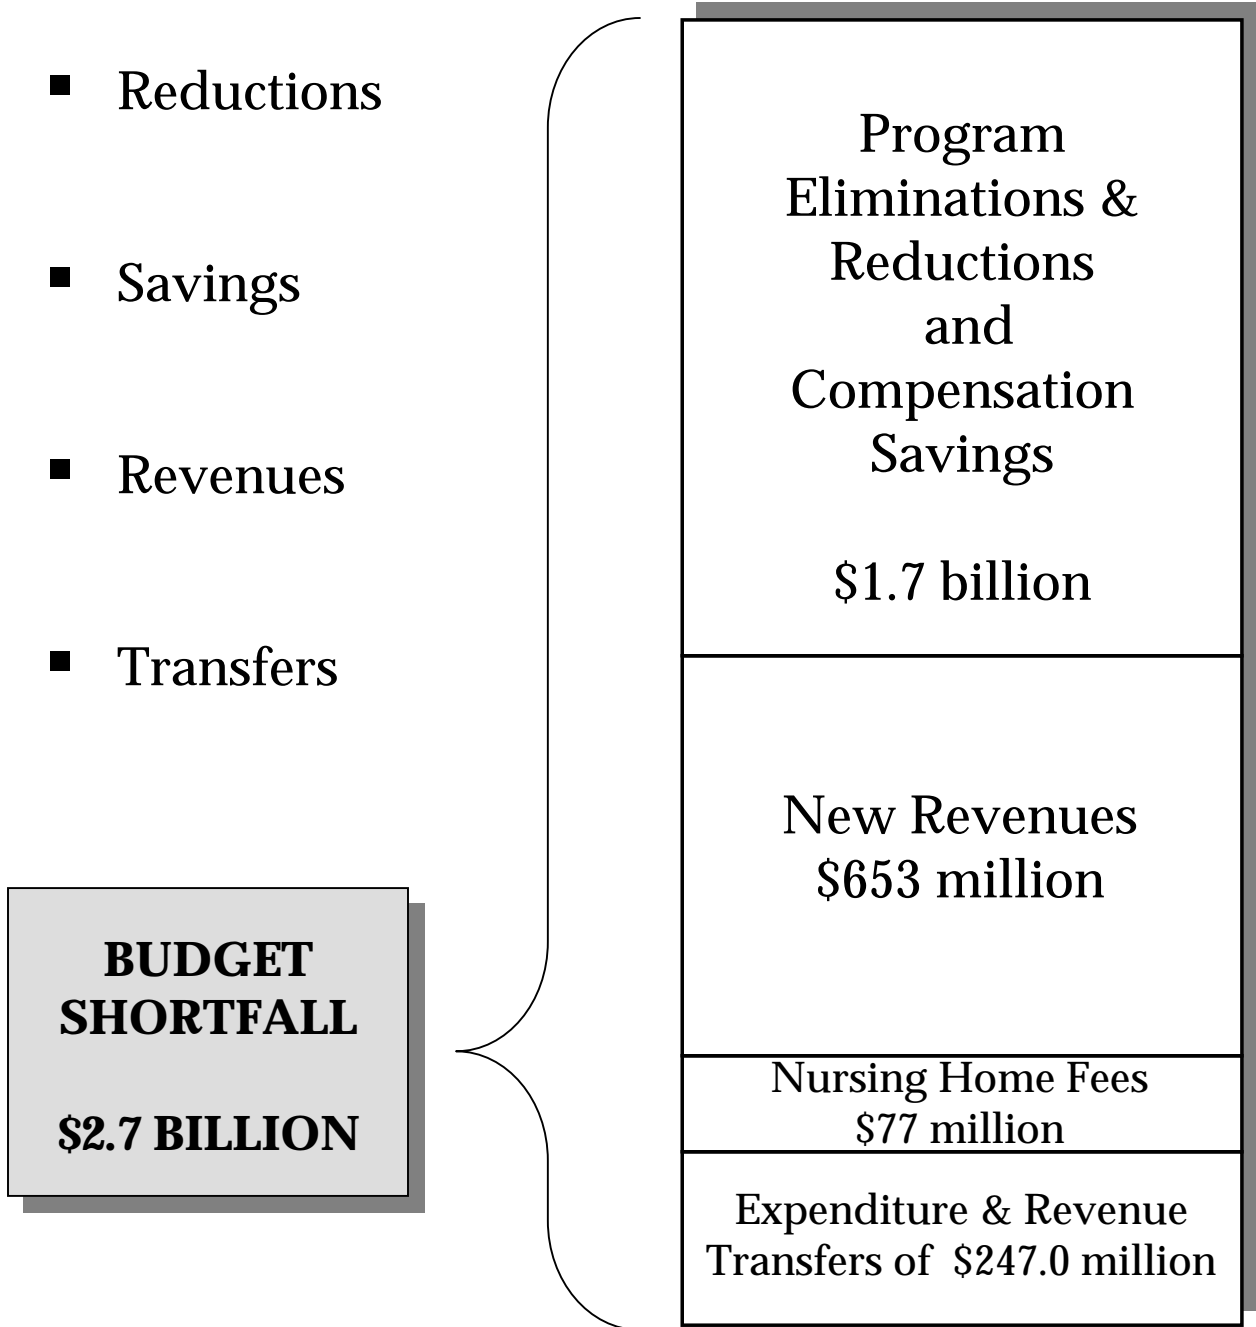 ▪ Reductions
▪ Savings
▪ Revenues
▪ Transfers
BUDGET
SHORTFALL
$2.7 BILLION
Program
Eliminations &
Reductions
and
Compensation
Savings
$1.7 billion
New Revenues
$653 million
Nursing Home Fees
$77 million
Expenditure & Revenue
Transfers of $247.0 million